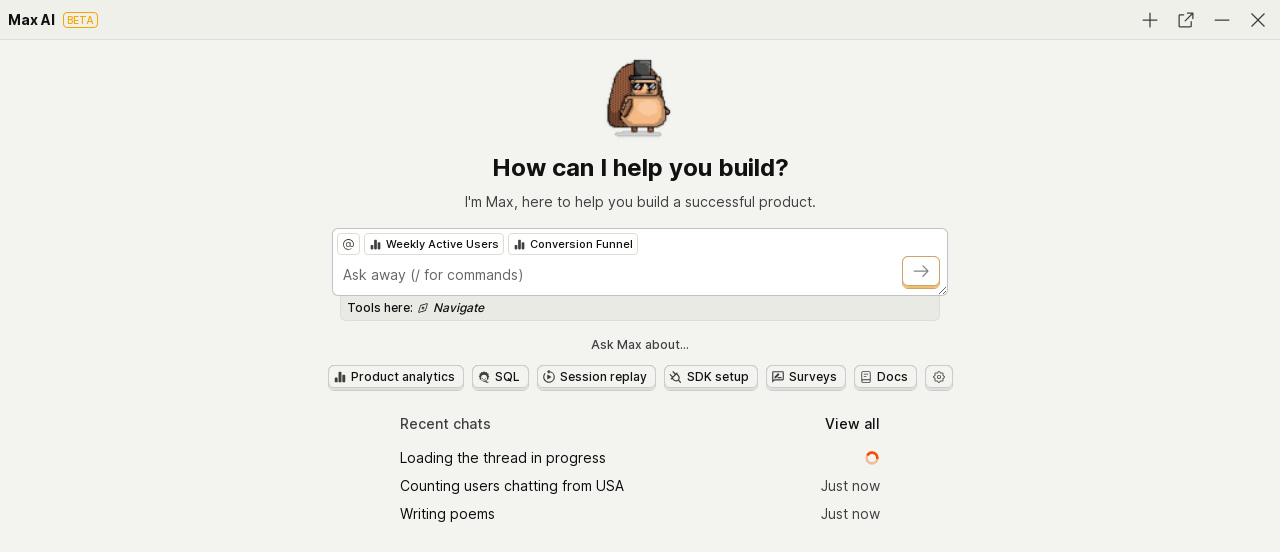 Max AI BETA
How can I help you build?
I'm Max, here to help you build a successful product.
@ Weekly Active Users Conversion Funnel
Ask away (/ for commands)
Tools here: Navigate
Ask Max about...
Product analytics SQL Session replay SDK setup Surveys Docs
Recent chats View all
Loading the thread in progress
Counting users chatting from USA Just now
Writing poems Just now